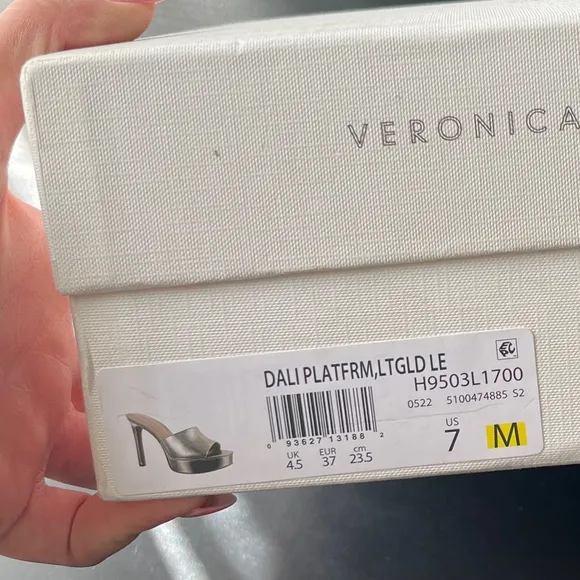 VERONICA
DALI PLATFRM,LTGLD LE
H9503L1700
0522 5100474885 S2
6 93627 13188 2
UK EUR cm
4.5 37 23.5
US
7 M